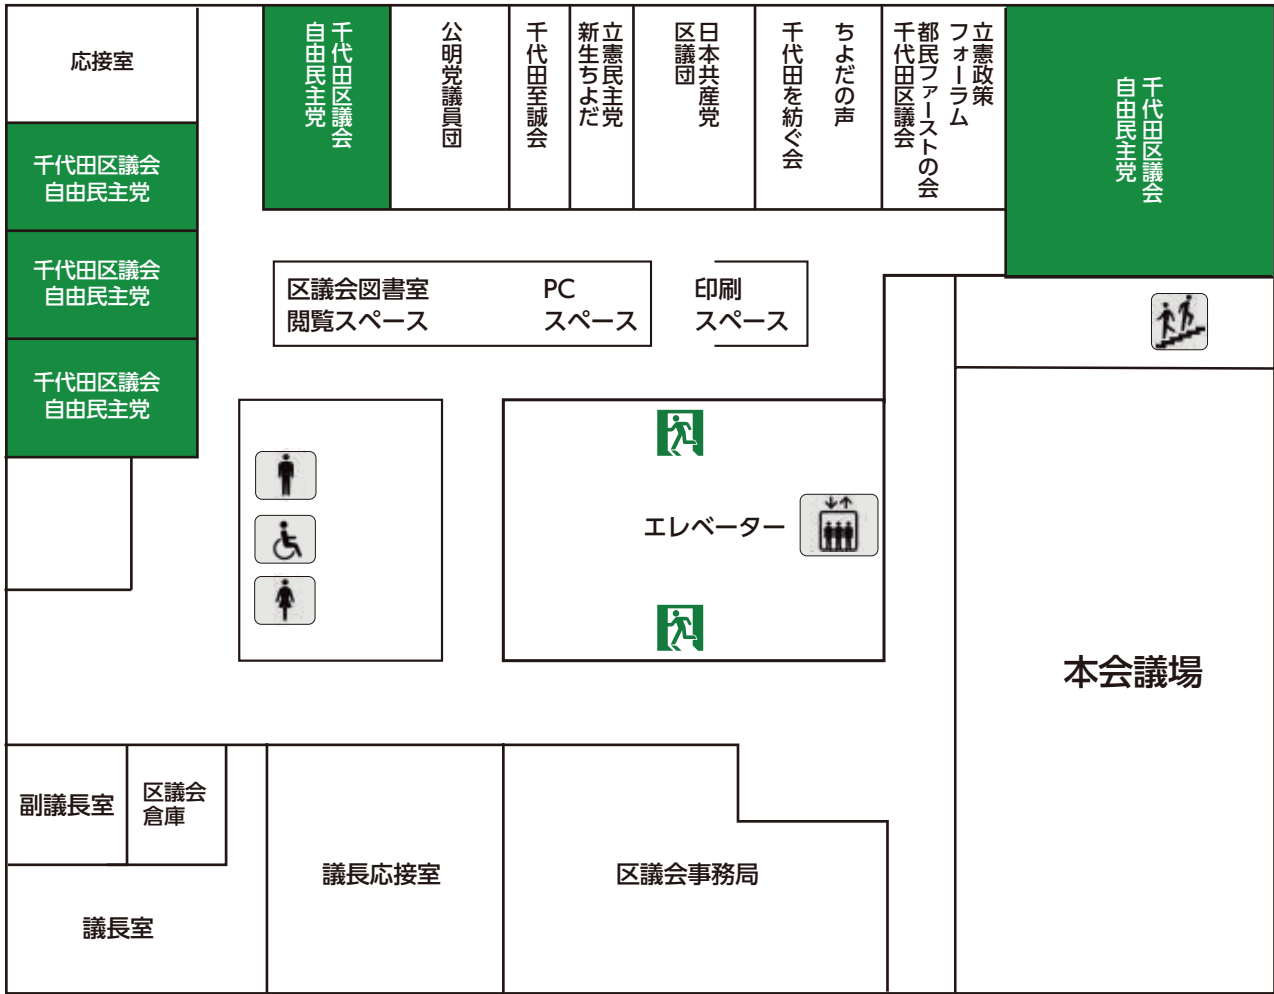 応接室
千代田区議会
自由民主党
千代田区議会
自由民主党
千代田区議会
自由民主党
千代田区議会
自由民主党
公明党議員団
千代田至誠会
立憲民主党
新生ちよだ
日本共産党
区議団
千代田を紡ぐ会
ちよだの声
都民ファーストの会
千代田区議会
立憲政策
フォーラム
千代田区議会
自由民主党
区議会図書室
閲覧スペース
PC
スペース
印刷
スペース
エレベーター
本会議場
副議長室
区議会
倉庫
議長室
議長応接室
区議会事務局